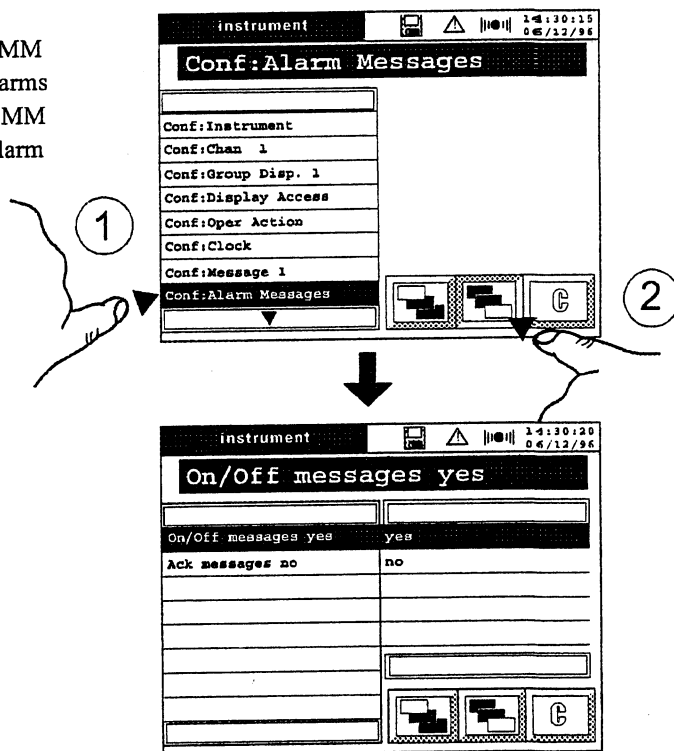 MM
arms
MM
larm
instrument
14:30:15
06/12/96
Conf:Alarm Messages
Conf:Instrument
Conf:Chan 1
Conf:Group Disp. 1
Conf:Display Access
Conf:Oper Action
Conf:Clock
Conf:Message 1
Conf:Alarm Messages
C
1
2
instrument
14:30:20
06/12/96
On/Off messages yes
On/Off messages yes yes
Ack messages no no
C